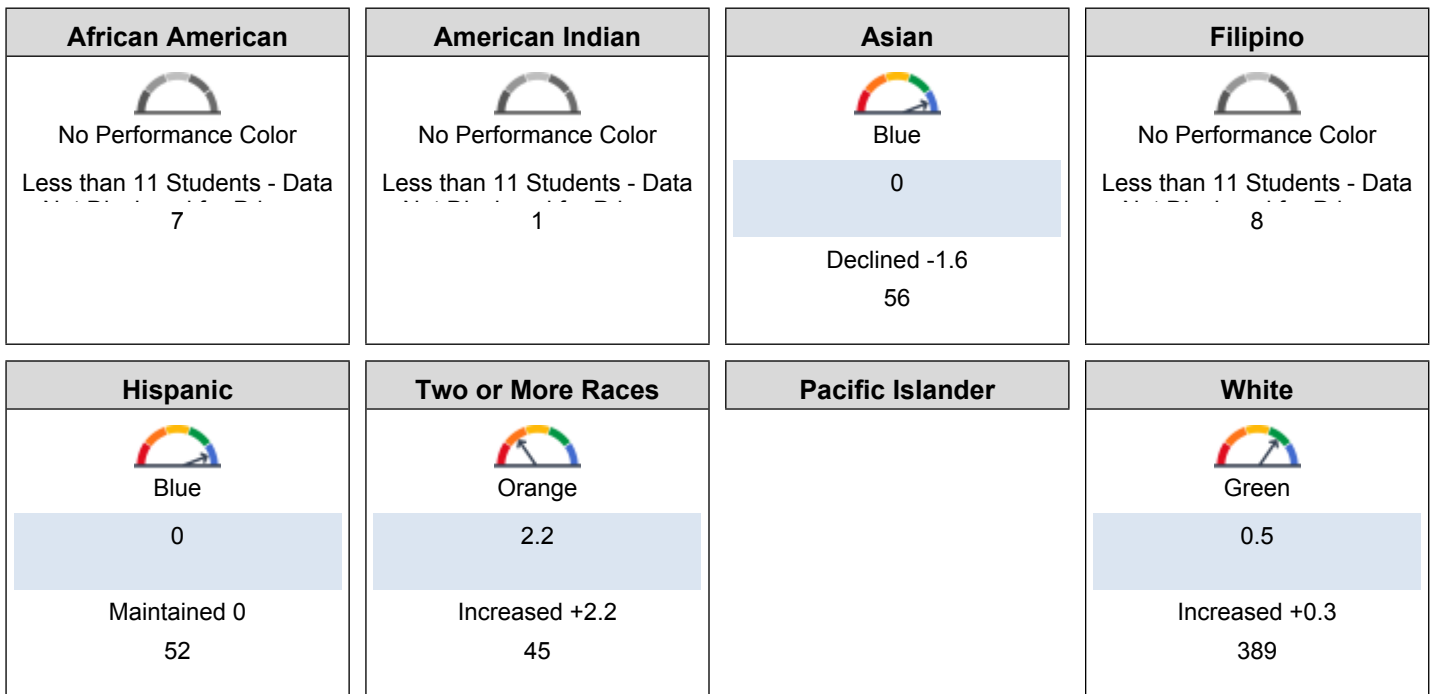 African American
No Performance Color
Less than 11 Students - Data
7
American Indian
No Performance Color
Less than 11 Students - Data
1
Asian
Blue
0
Declined -1.6
56
Filipino
No Performance Color
Less than 11 Students - Data
8
Hispanic
Blue
0
Maintained 0
52
Two or More Races
Orange
2.2
Increased +2.2
45
Pacific Islander
White
Green
0.5
Increased +0.3
389